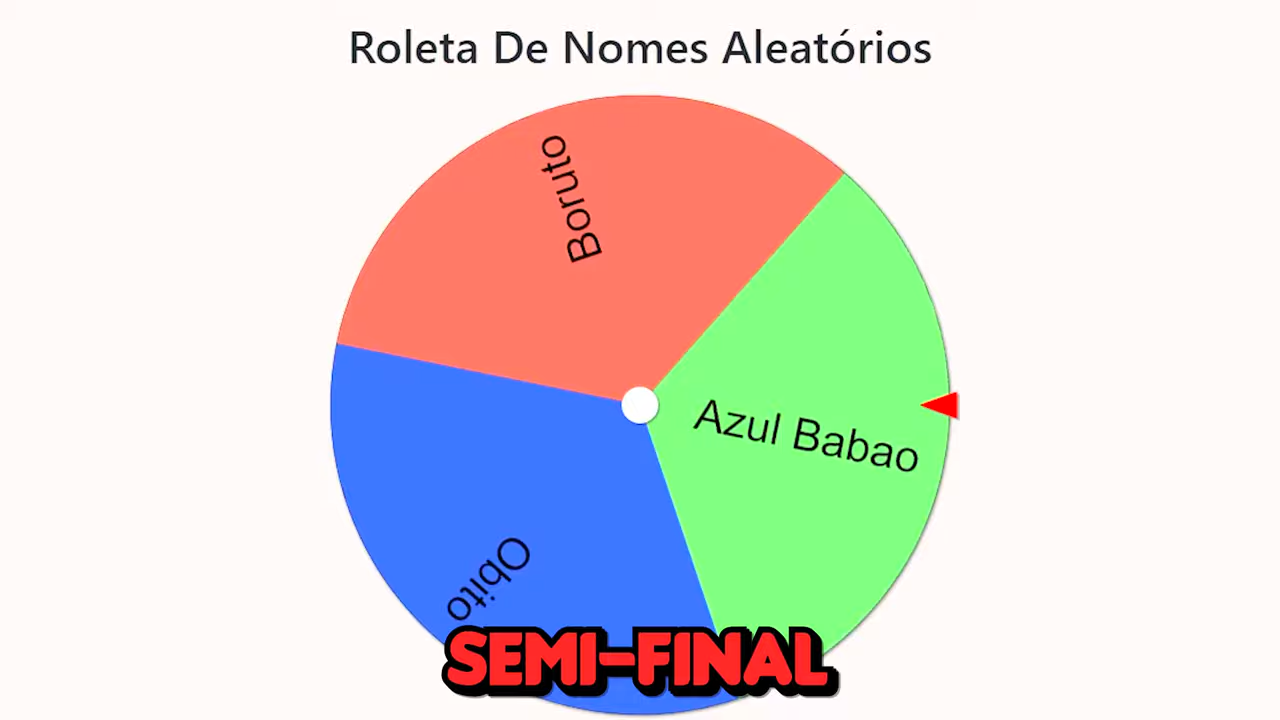 Roleta De Nomes Aleatórios
Boruto
Azul Babao
Obito
SEMI-FINAL